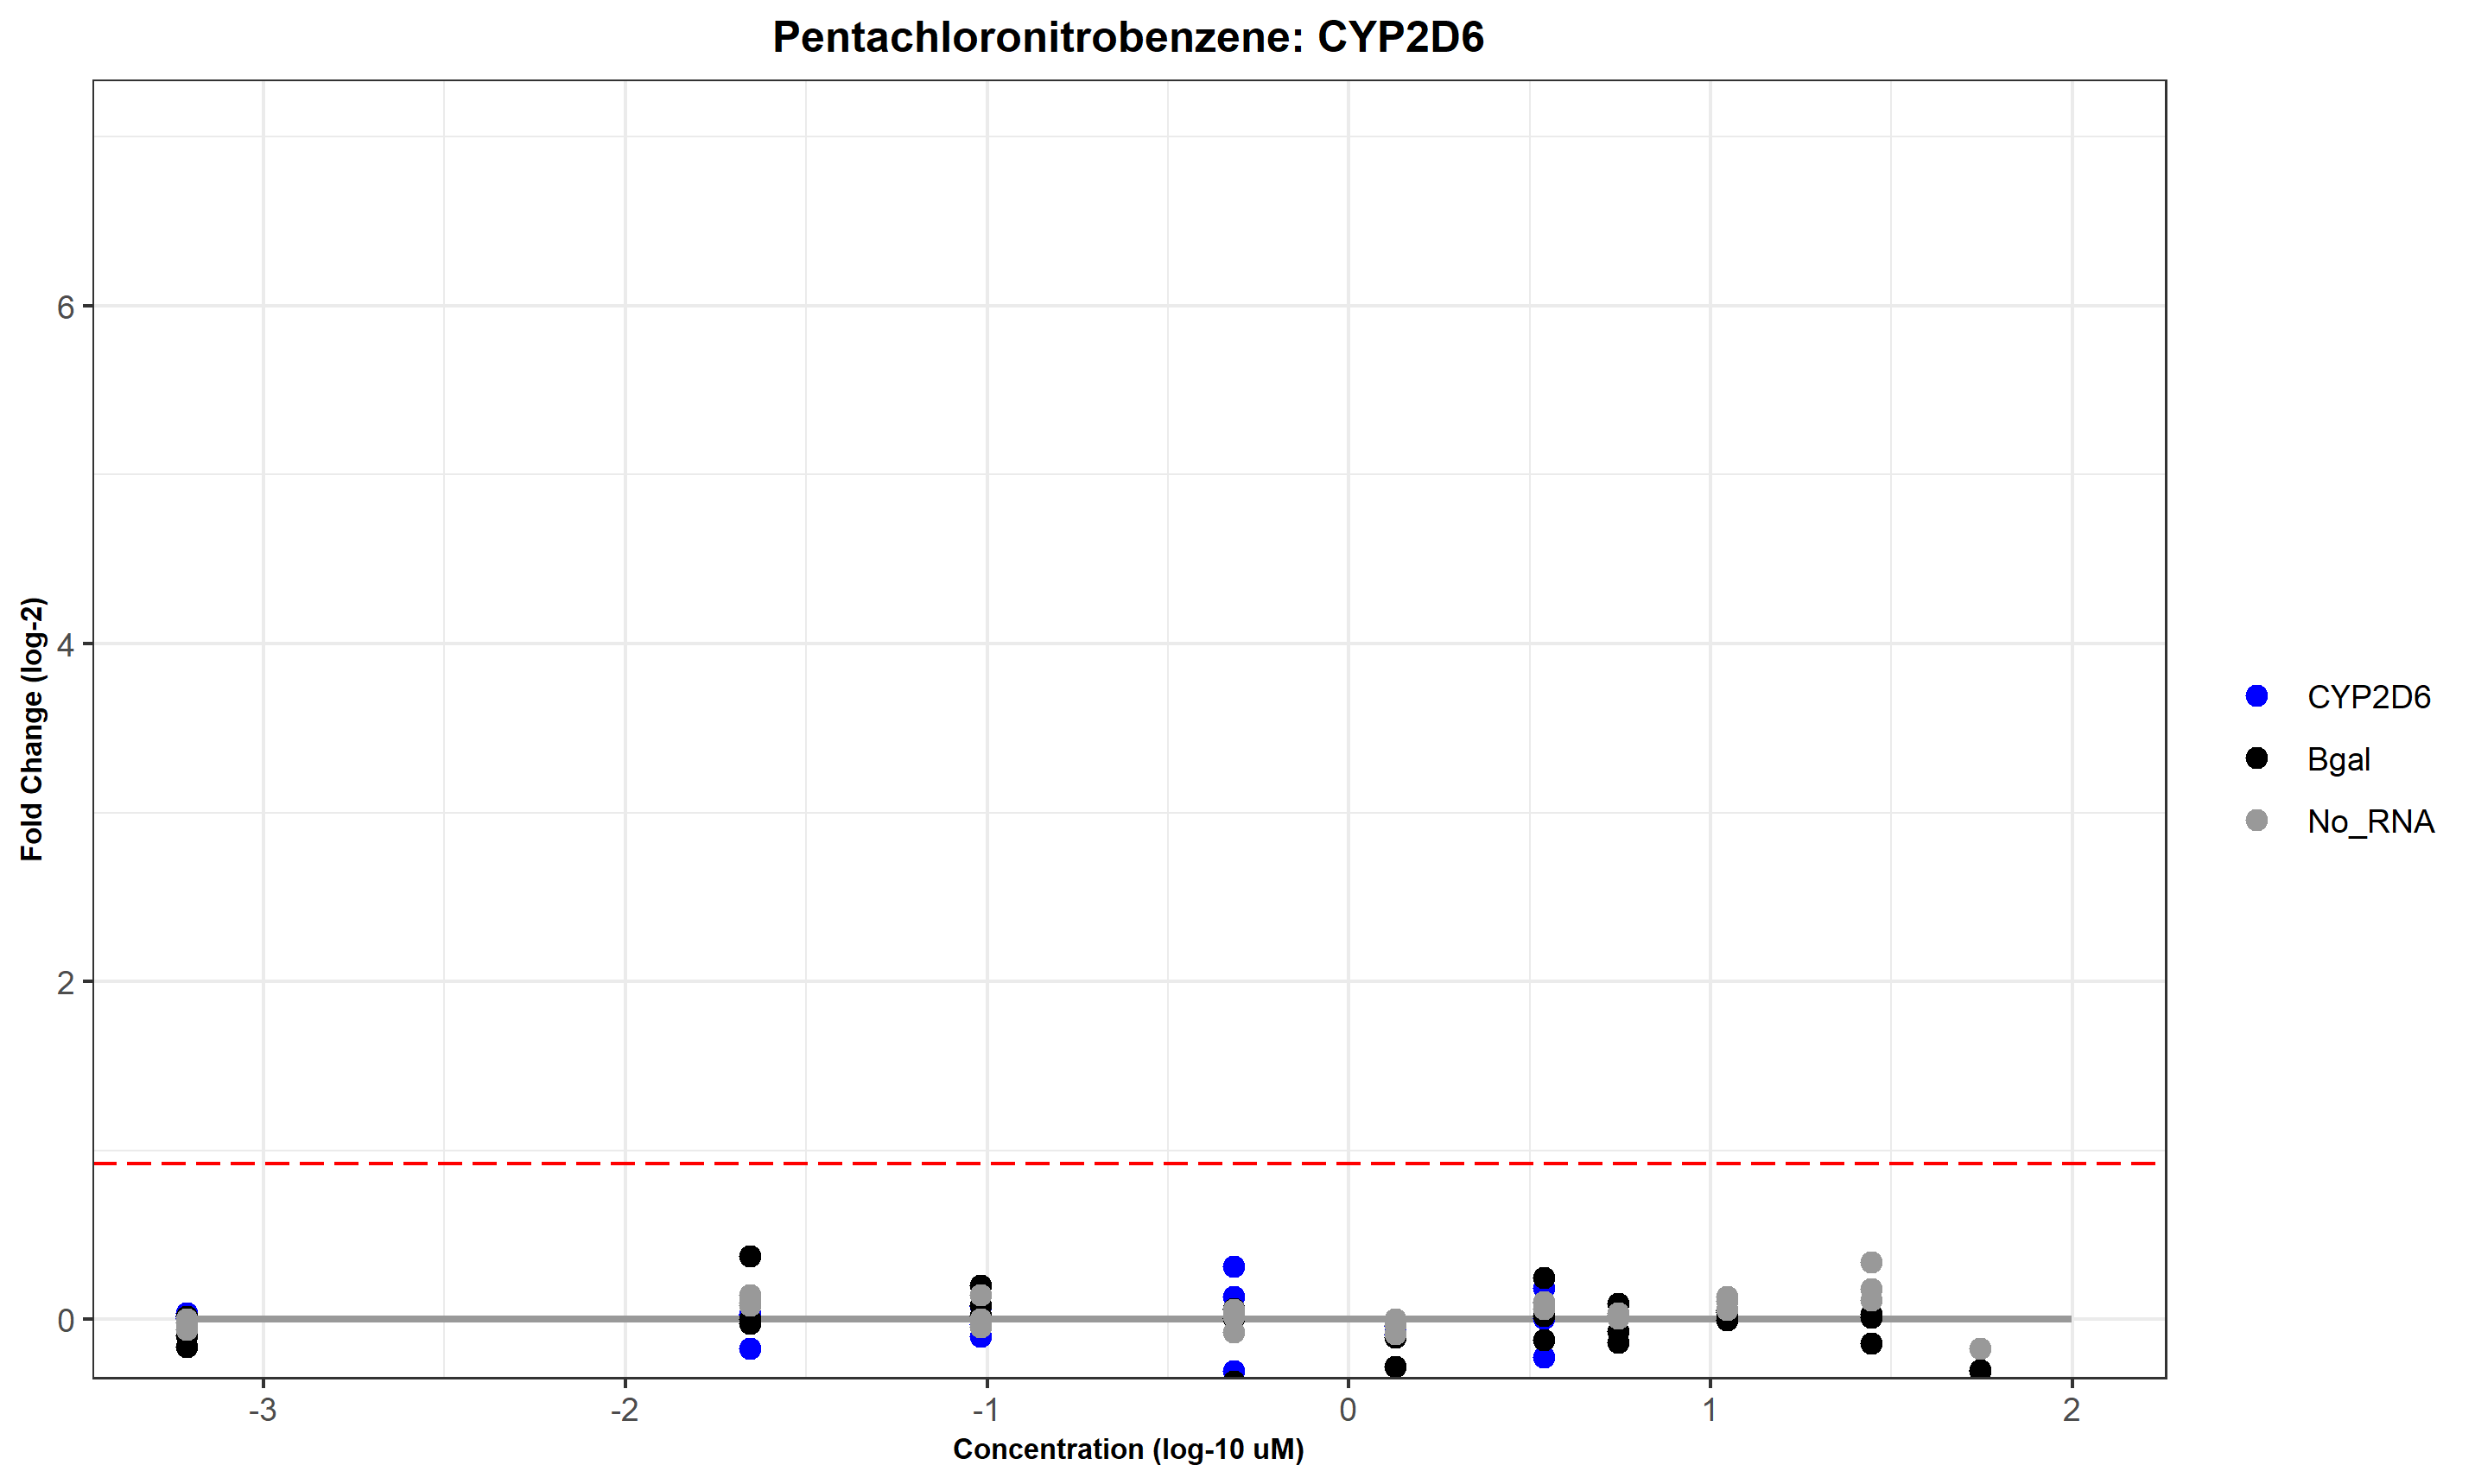 Pentachloronitrobenzene: CYP2D6
Fold Change (log-2)
6
4
2
0
-3
-2
-1
0
1
2
Concentration (log-10 uM)
CYP2D6
Bgal
No_RNA